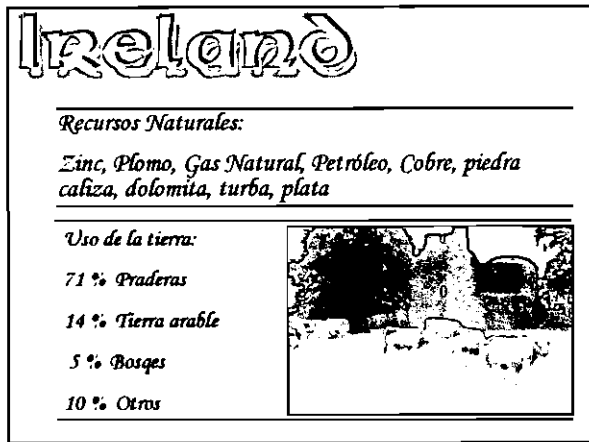 Ireland
Recursos Naturales:
Zinc, Plomo, Gas Natural, Petróleo, Cobre, piedra
caliza, dolomita, turba, plata
Uso de la tierra:
71 % Praderas
14 % Tierra arable
5 % Bosqes
10 % Otros